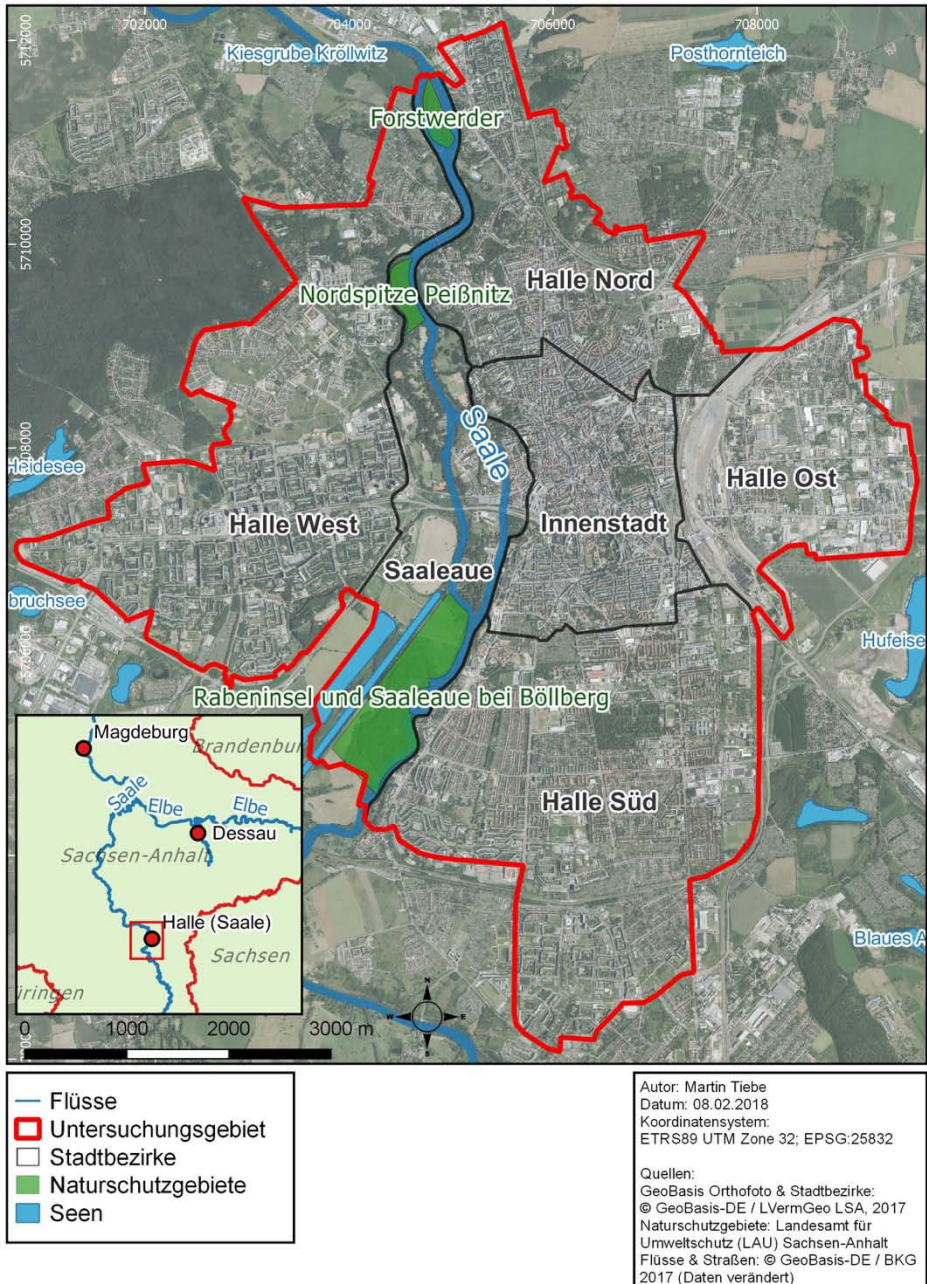 702000
704000
706000
708000
5712000
Kiesgrube Kröllwitz
Posthornteich
Forstwerder
5710000
Halle Nord
Nordspitze Peißnitz
Saale
5708000
Heidesee
Halle Ost
Halle West
Innenstadt
Saaleaue
bruchsee
5706000
Hufeise
Rabeninsel und Saaleaue bei Böllberg
Halle Süd
Blaues A
Magdeburg
Brandenbur
Saale
Elbe
Elbe
Dessau
Sachsen-Anhalt
Halle (Saale)
Sachsen
üringen
0 1000 2000 3000 m
N
W E
S
Flüsse
Untersuchungsgebiet
Stadtbezirke
Naturschutzgebiete
Seen
Autor: Martin Tiebe
Datum: 08.02.2018
Koordinatensystem:
ETRS89 UTM Zone 32; EPSG:25832
Quellen:
GeoBasis Orthofoto & Stadtbezirke:
© GeoBasis-DE / LVermGeo LSA, 2017
Naturschutzgebiete: Landesamt für
Umweltschutz (LAU) Sachsen-Anhalt
Flüsse & Straßen: © GeoBasis-DE / BKG
2017 (Daten verändert)